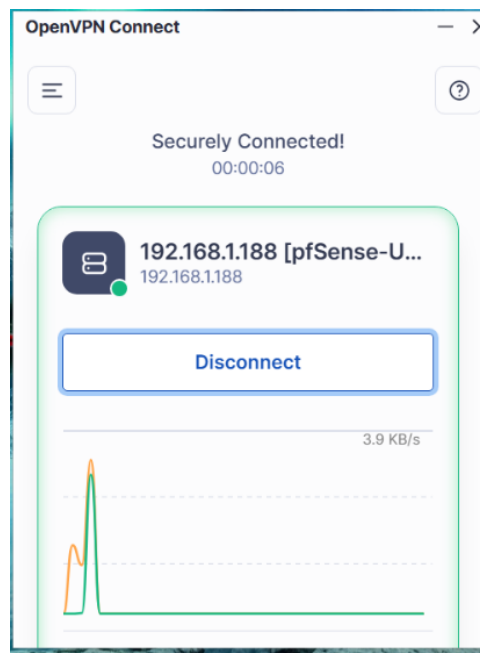 OpenVPN Connect
Securely Connected!
00:00:06
192.168.1.188 [pfSense-U...
192.168.1.188
Disconnect
3.9 KB/s